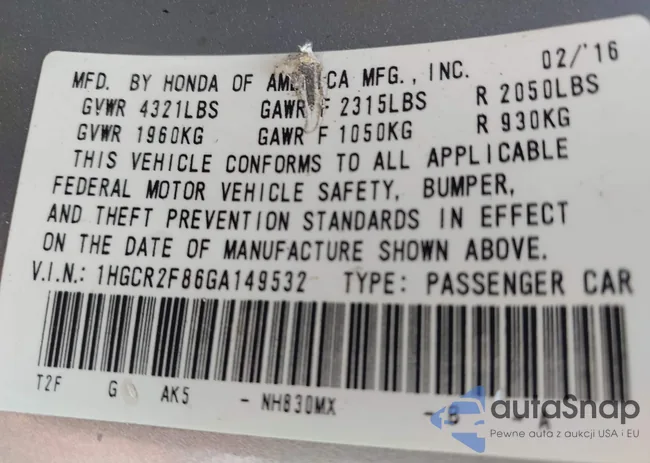 MFD. BY HONDA OF AMERICA MFG., INC. 02/'16
GVWR 4321LBS GAWR F 2315LBS R 2050LBS
GVWR 1960KG GAWR F 1050KG R 930KG
THIS VEHICLE CONFORMS TO ALL APPLICABLE
FEDERAL MOTOR VEHICLE SAFETY, BUMPER,
AND THEFT PREVENTION STANDARDS IN EFFECT
ON THE DATE OF MANUFACTURE SHOWN ABOVE.
V.I.N.: 1HGCR2F86GA149532 TYPE: PASSENGER CAR
T2F G AK5 - NH830MX - B A
autoSnap
Pewne auta z aukcji USA i EU